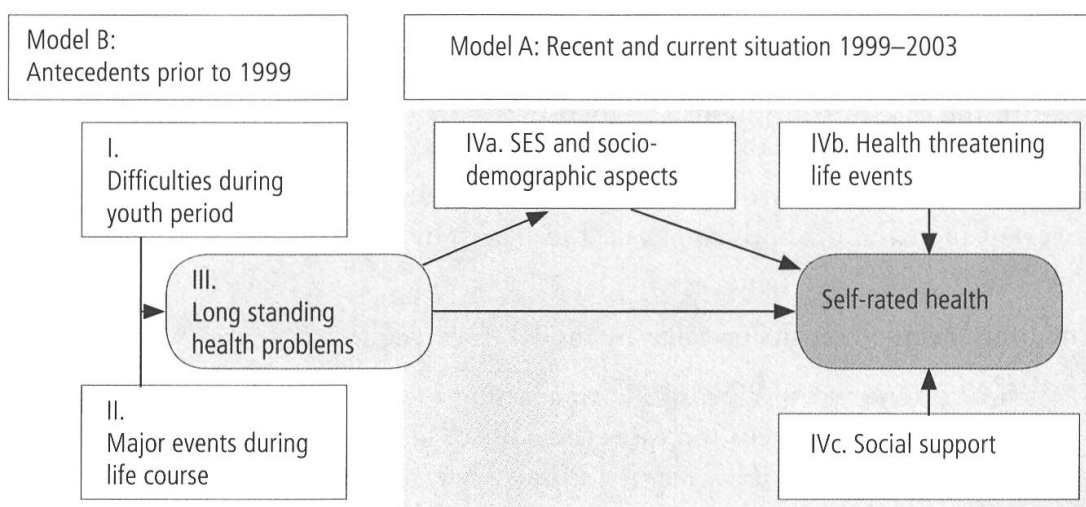 Model B:
Antecedents prior to 1999
Model A: Recent and current situation 1999–2003
I.
Difficulties during
youth period
IVa. SES and socio-
demographic aspects
IVb. Health threatening
life events
III.
Long standing
health problems
Self-rated health
II.
Major events during
life course
IVc. Social support